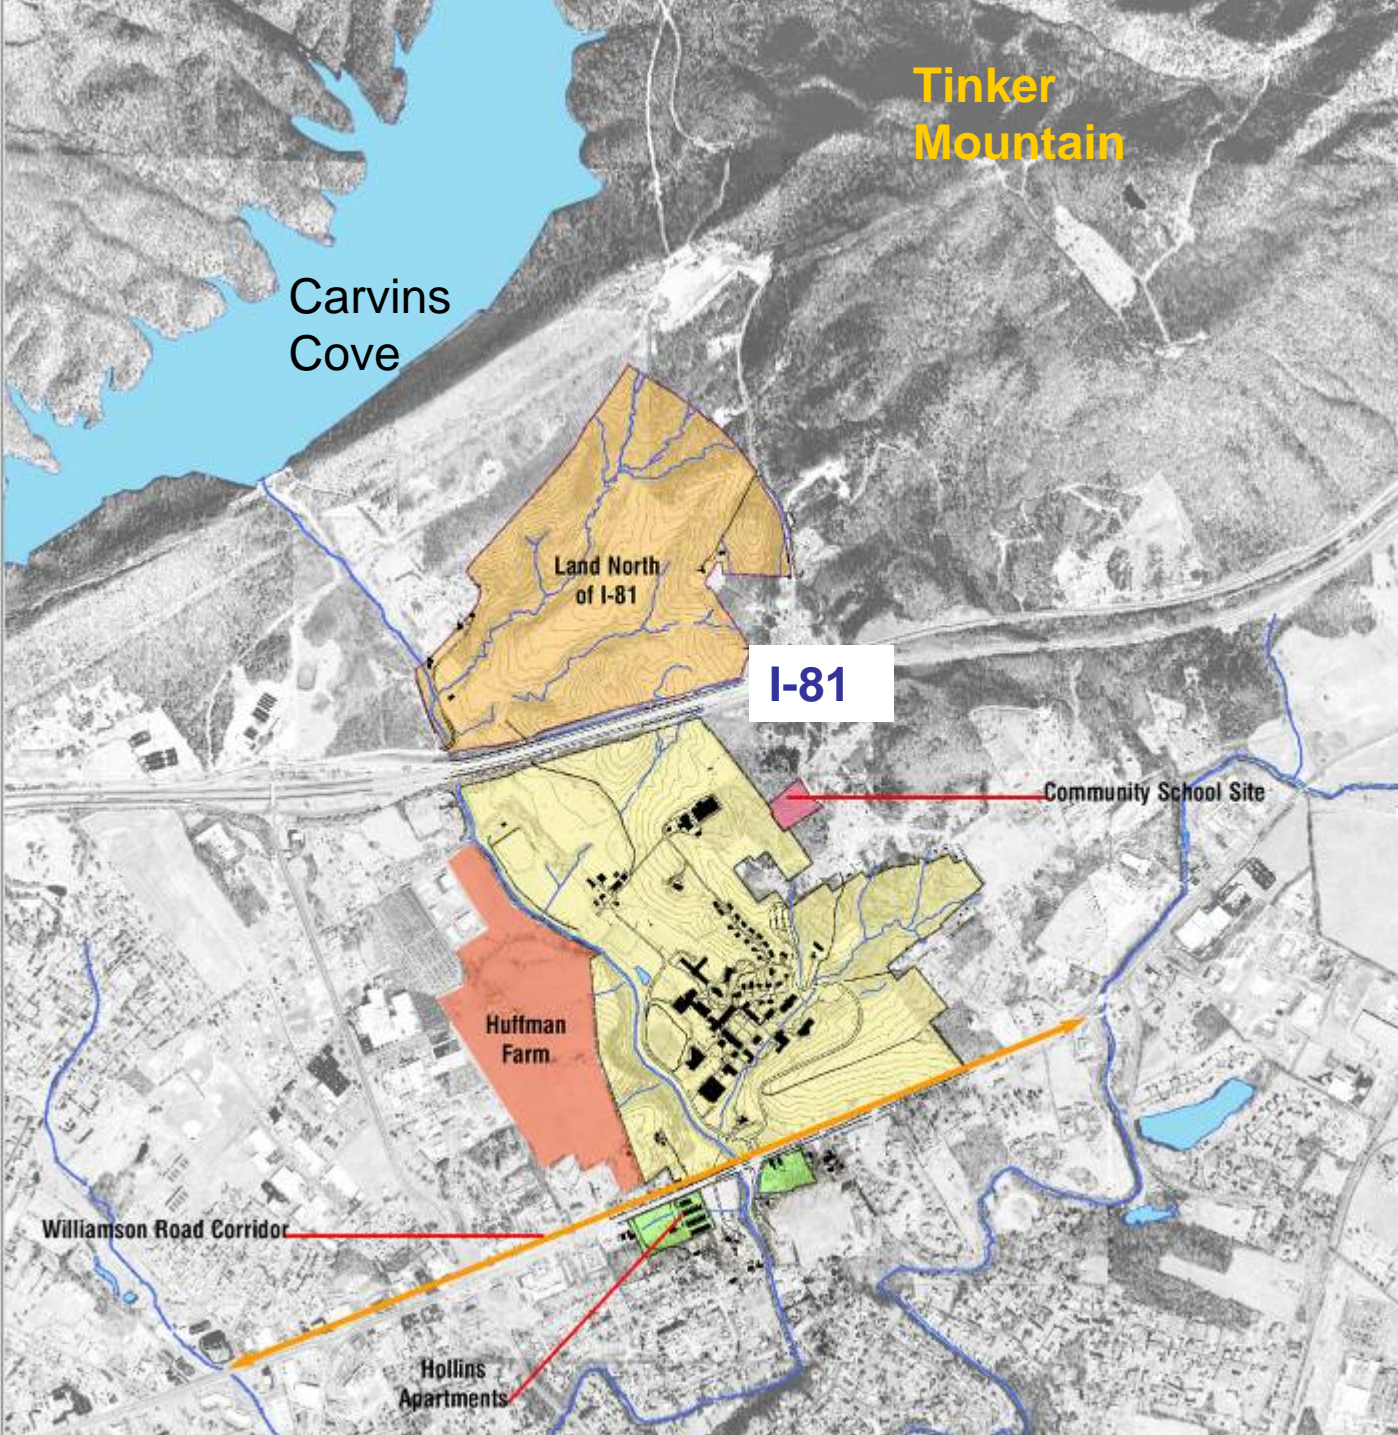 Tinker
Mountain
Carvins
Cove
Land North
of I-81
I-81
Community School Site
Huffman
Farm
Williamson Road Corridor
Hollins
Apartments